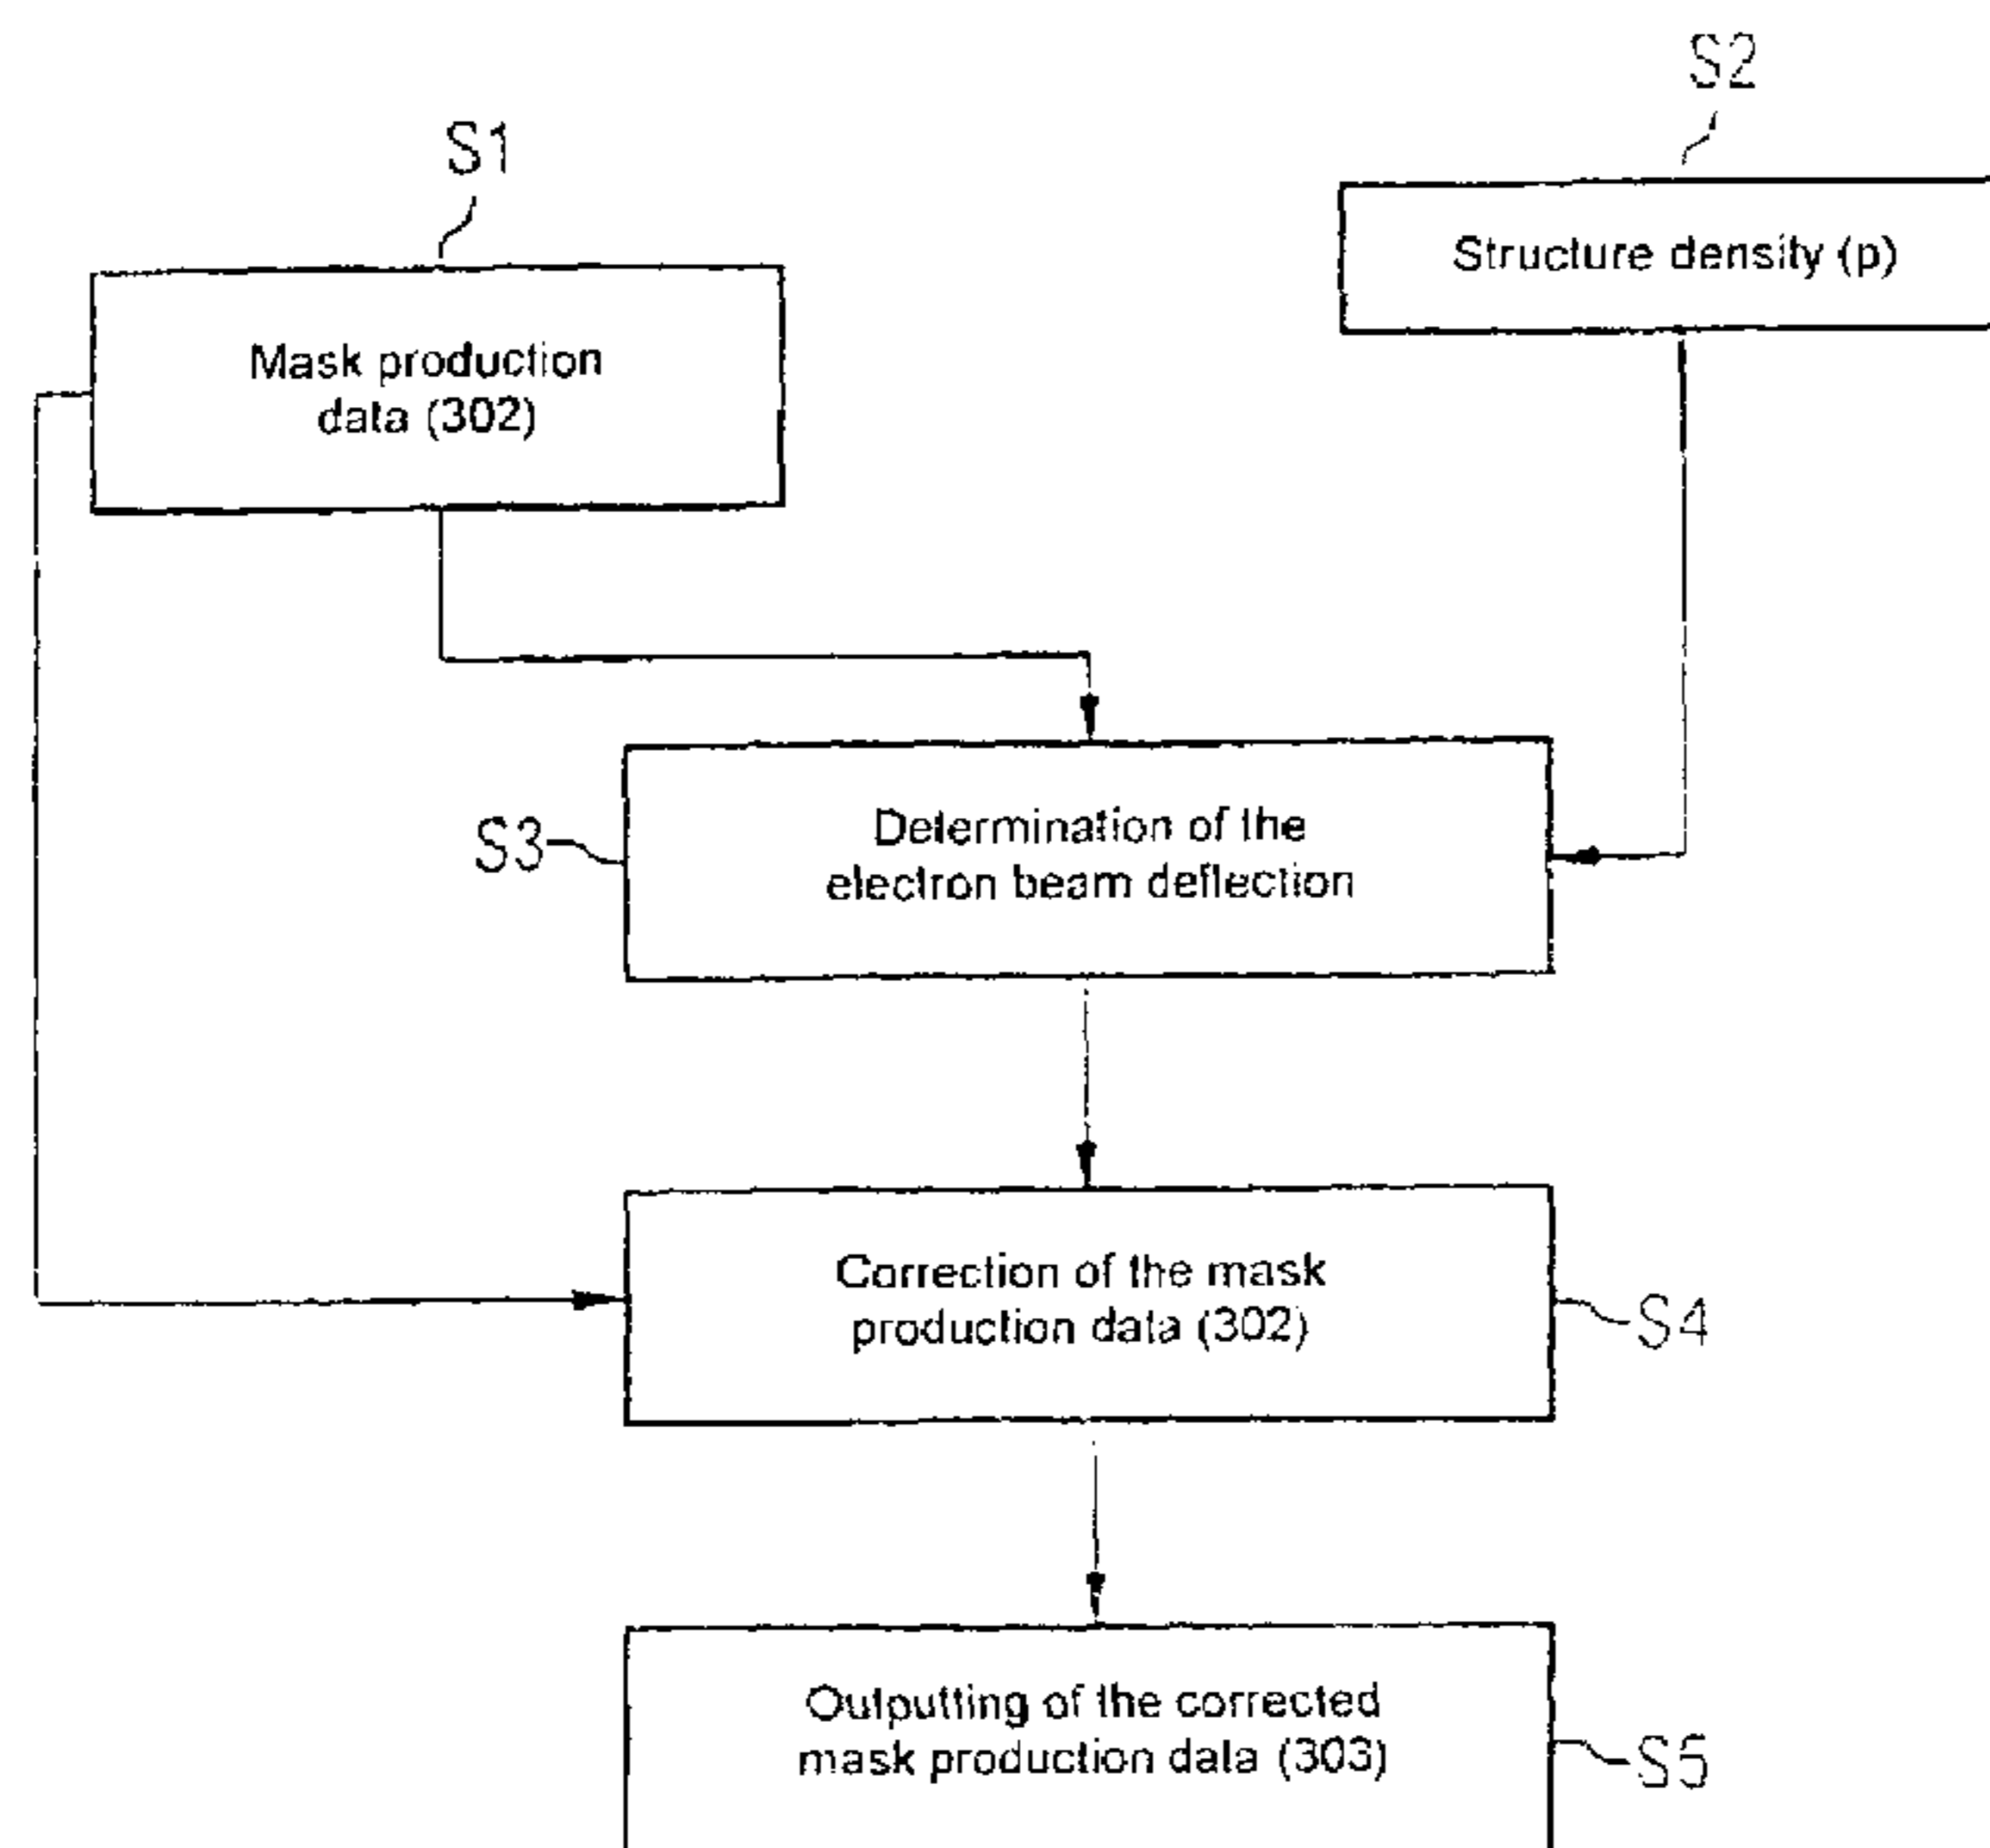 S2
S1
Structure density (p)
Mask production
data (302)
S3
Determination of the
electron beam deflection
Correction of the mask
production data (302)
S4
Outputting of the corrected
mask production data (303)
S5